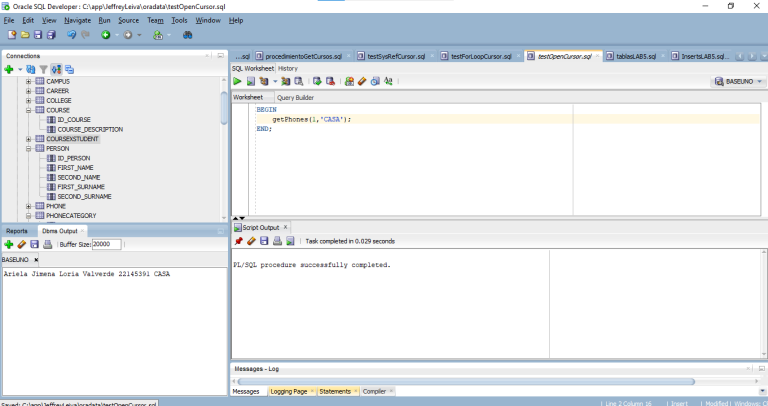 Oracle SQL Developer : C:\app\JeffreyLeiva\oradata\testOpenCursor.sql
File Edit View Navigate Run Source Team Tools Window Help
Connections
CAMPUS
CAREER
COLLEGE
COURSE
ID_COURSE
COURSE_DESCRIPTION
COURSEXSTUDENT
PERSON
ID_PERSON
FIRST_NAME
SECOND_NAME
FIRST_SURNAME
SECOND_SURNAME
PHONE
PHONECATEGORY
Reports Dbms Output
Buffer Size: 20000
BASEUNO
Ariela Jimena Loria Valverde 22145391 CASA
...sql procedimientoGetCursos.sql testSysRefCursor.sql testForLoopCursor.sql testOpenCursor.sql tablasLAB5.sql InsertsLAB5.sql
SQL Worksheet History
BASEUNO
Worksheet Query Builder
BEGIN
getPhones(1,'CASA');
END;
Script Output
Task completed in 0.029 seconds
PL/SQL procedure successfully completed.
Messages - Log
Messages Logging Page Statements Compiler
Saved: C:\app\JeffreyLeiva\oradata\testOpenCursor.sql
Line 2 Column 16 Insert Modified Windows: C